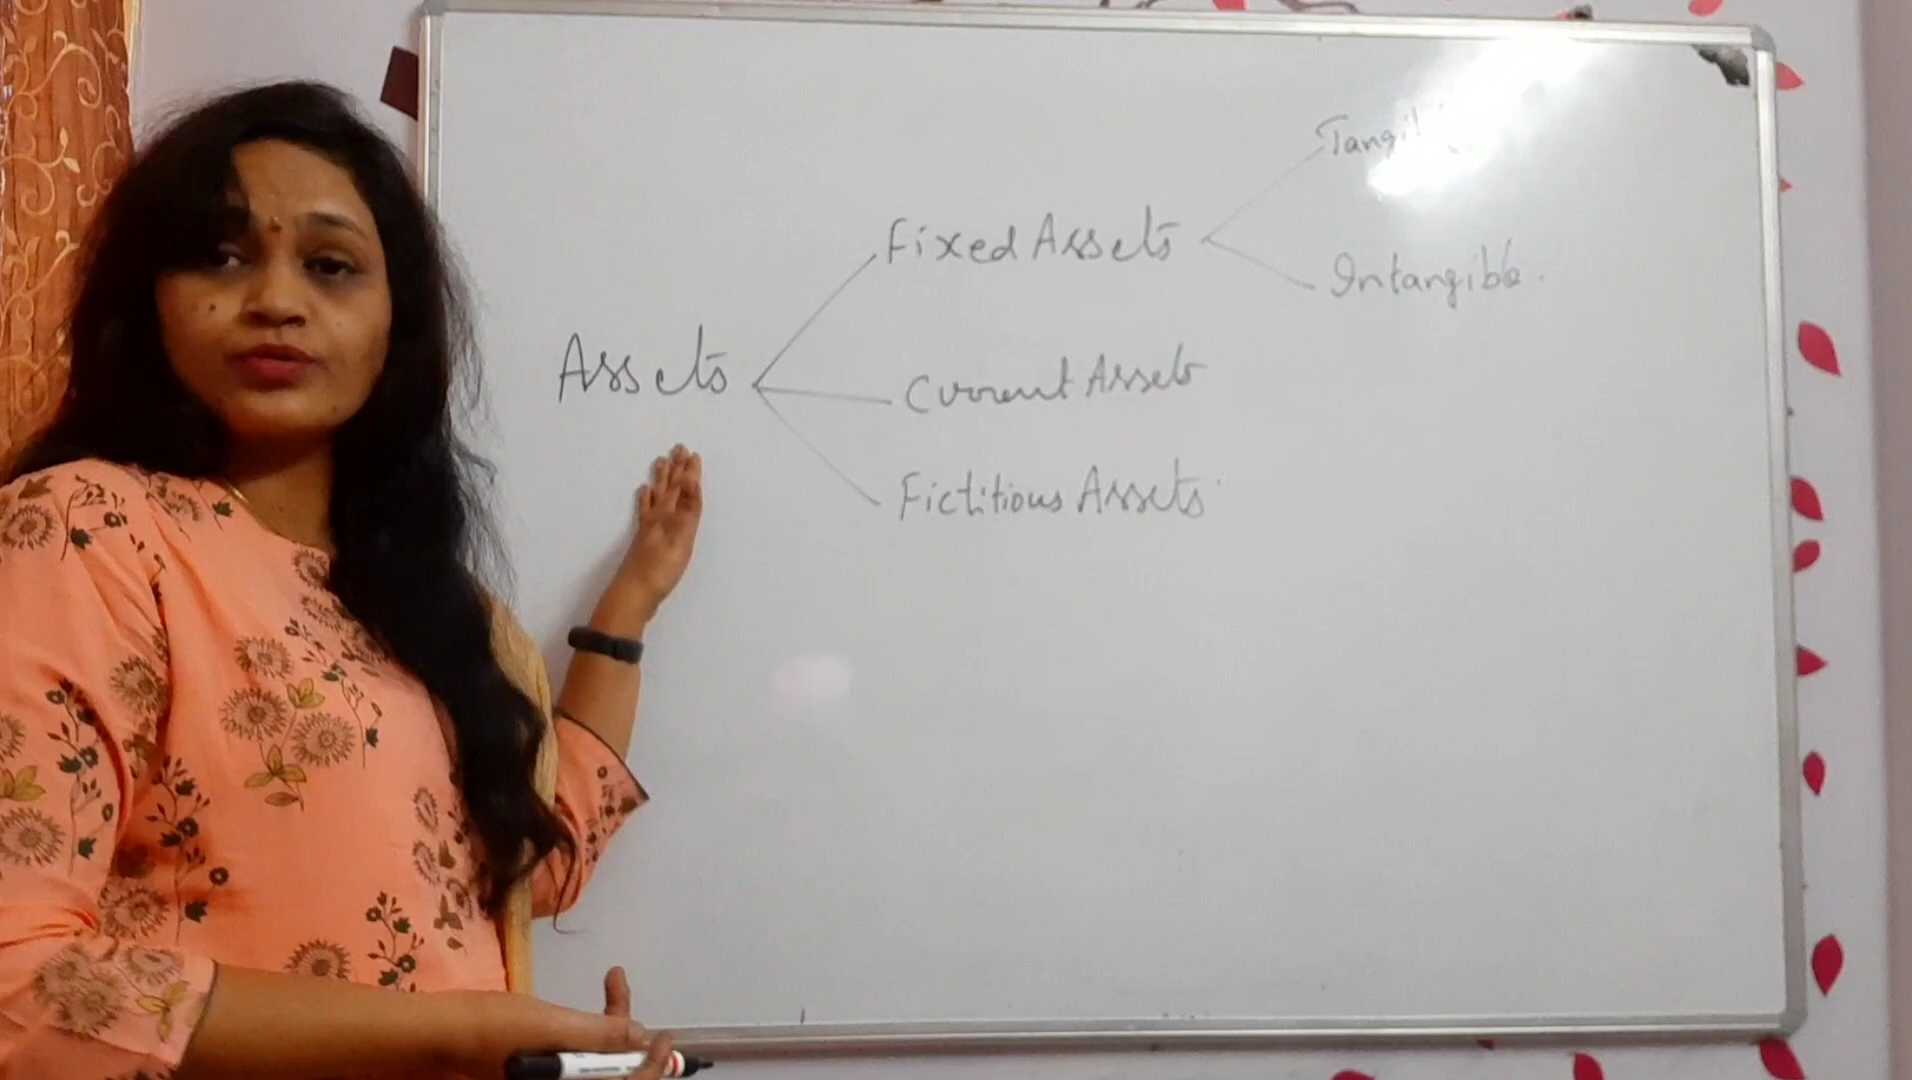 Fixed Assets
Intangible.
Assets
Current Assets
Fictitious Assets